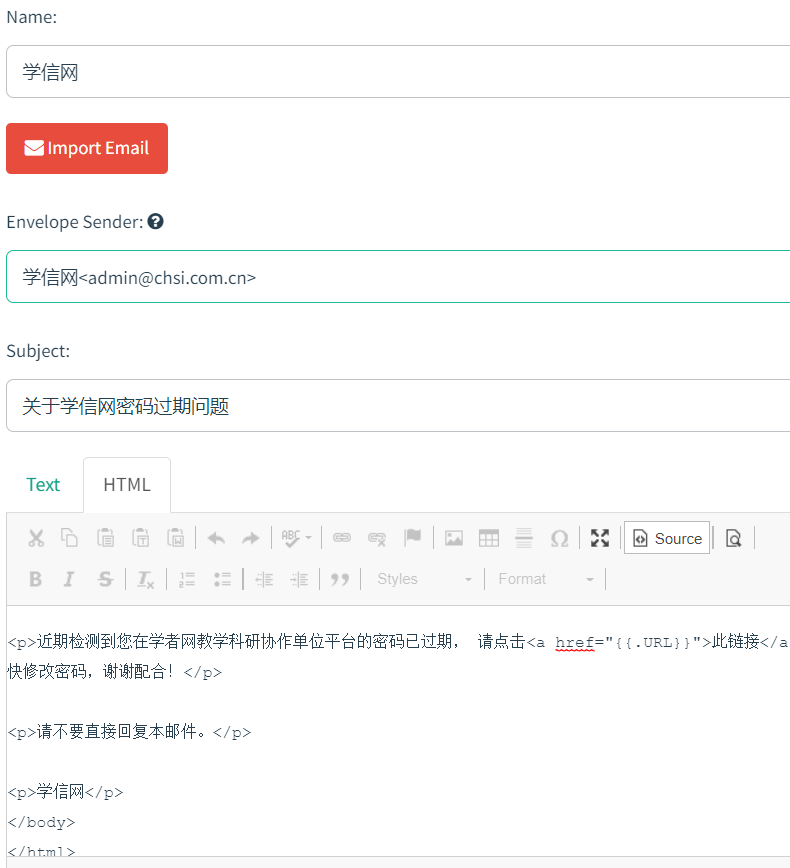 Name:
学信网
Import Email
Envelope Sender:
学信网<admin@chsi.com.cn>
Subject:
关于学信网密码过期问题
Text HTML
ABC Source
B I S Tx Styles Format
<p>近期检测到您在学者网教学科研协作单位平台的密码已过期， 请点击<a href="{{.URL}}">此链接</a
快修改密码，谢谢配合！</p>
<p>请不要直接回复本邮件。</p>
<p>学信网</p>
</body>
</html>